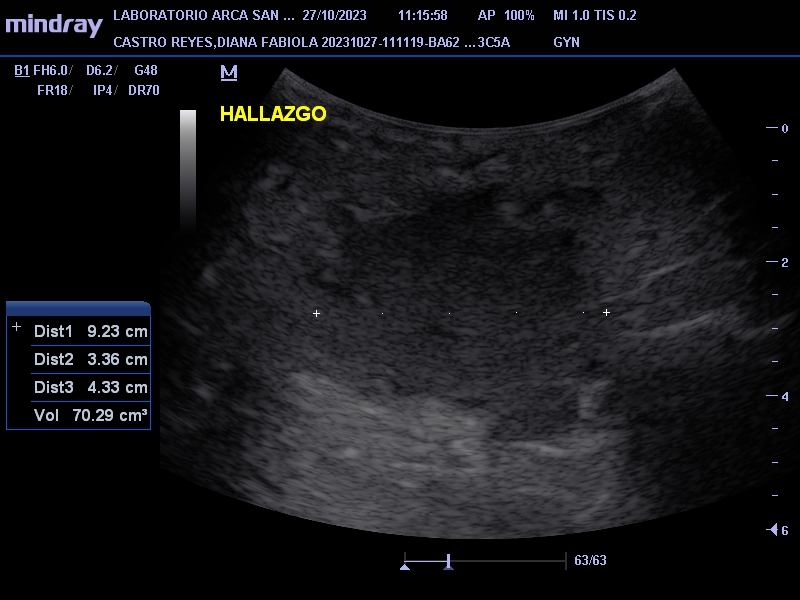 mindray
LABORATORIO ARCA SAN ... 27/10/2023 11:15:58 AP 100% MI 1.0 TIS 0.2
CASTRO REYES,DIANA FABIOLA 20231027-111119-BA62 ...3C5A GYN
B1 FH6.0/ D6.2/ G48
FR18/ IP4/ DR70
M
HALLAZGO
0
2
4
6
+ Dist1 9.23 cm
Dist2 3.36 cm
Dist3 4.33 cm
Vol 70.29 cm³
63/63